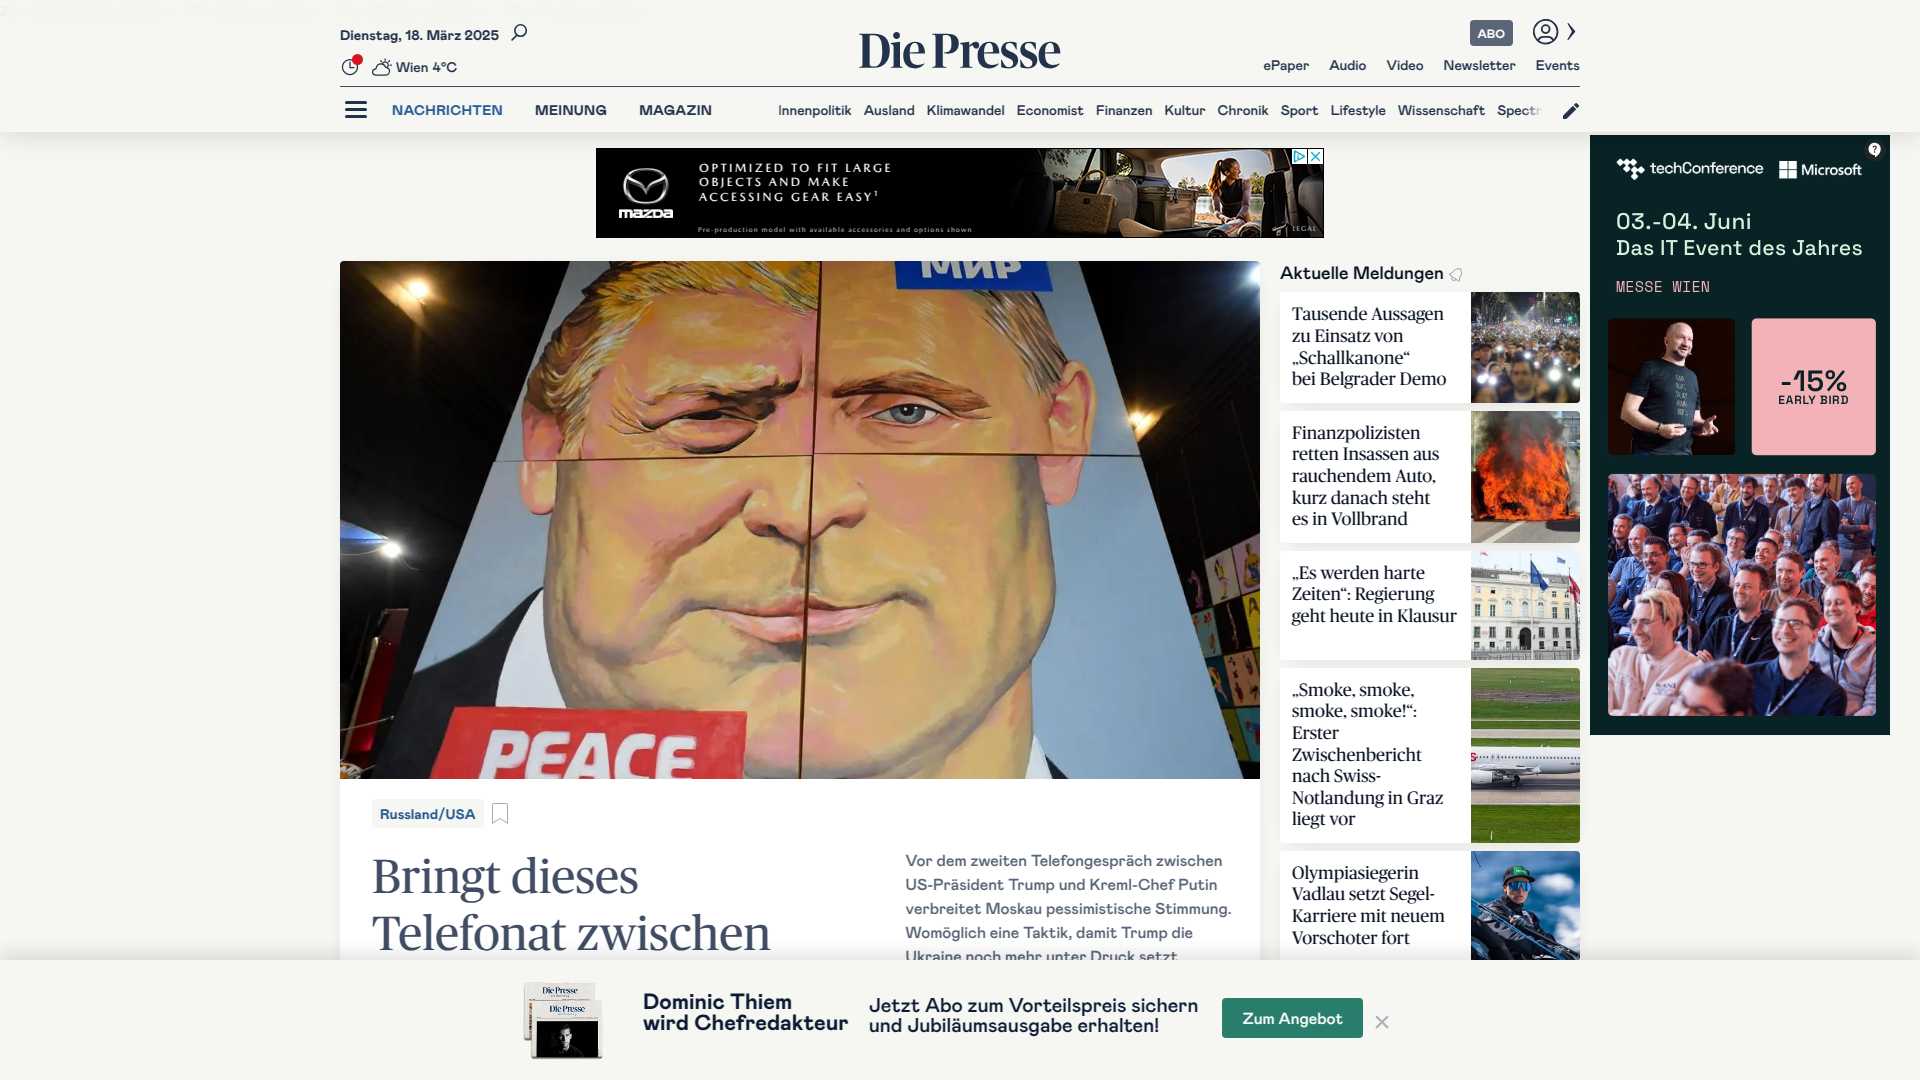 Dienstag, 18. März 2025
Wien 4°C
Die Presse
ABO
ePaper Audio Video Newsletter Events
NACHRICHTEN MEINUNG MAGAZIN
Innenpolitik Ausland Klimawandel Economist Finanzen Kultur Chronik Sport Lifestyle Wissenschaft Spectr
mazda
OPTIMIZED TO FIT LARGE
OBJECTS AND MAKE
ACCESSING GEAR EASY¹
Pre-production model with available accessories and options shown
LEGAL
МИР
PEACE
Russland/USA
Bringt dieses
Telefonat zwischen
Vor dem zweiten Telefongespräch zwischen
US-Präsident Trump und Kreml-Chef Putin
verbreitet Moskau pessimistische Stimmung.
Womöglich eine Taktik, damit Trump die
Ukraine noch mehr unter Druck setzt
Aktuelle Meldungen
Tausende Aussagen
zu Einsatz von
„Schallkanone“
bei Belgrader Demo
Finanzpolizisten
retten Insassen aus
rauchendem Auto,
kurz danach steht
es in Vollbrand
„Es werden harte
Zeiten“: Regierung
geht heute in Klausur
„Smoke, smoke,
smoke, smoke!“:
Erster
Zwischenbericht
nach Swiss-
Notlandung in Graz
liegt vor
Olympiasiegerin
Vadlau setzt Segel-
Karriere mit neuem
Vorschoter fort
techConference Microsoft
03.-04. Juni
Das IT Event des Jahres
MESSE WIEN
-15%
EARLY BIRD
Die Presse
Die Presse
Dominic Thiem
wird Chefredakteur
Jetzt Abo zum Vorteilspreis sichern
und Jubiläumsausgabe erhalten!
Zum Angebot